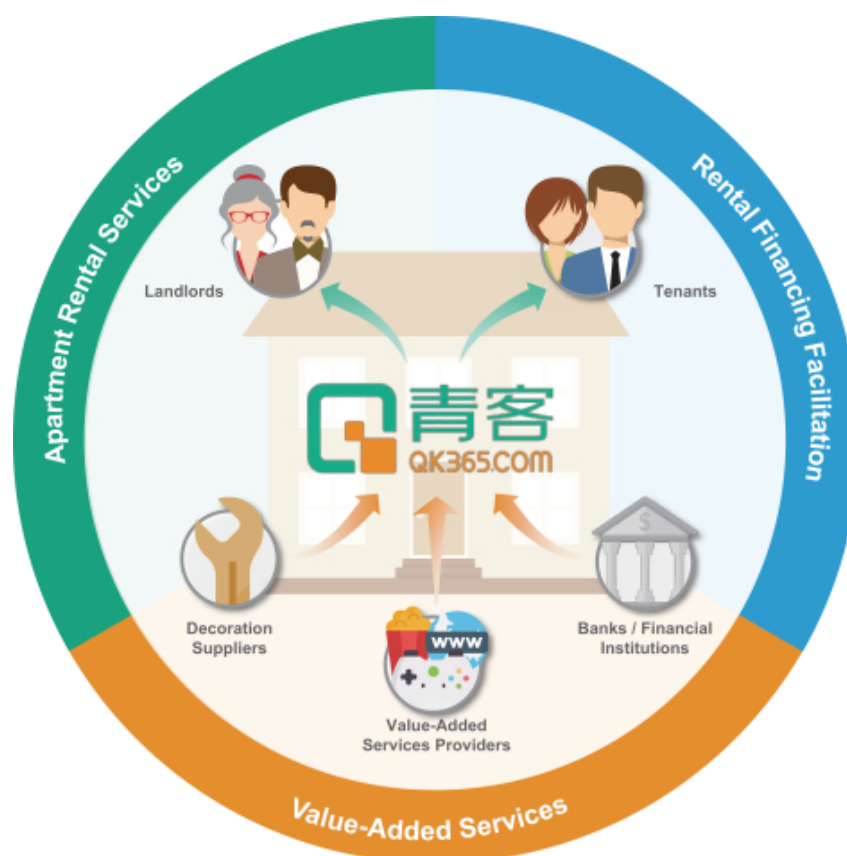 Apartment Rental Services
Rental Financing Facilitation
Landlords
Tenants
青客
QK365.COM
Decoration
Suppliers
$
Banks / Financial
Institutions
WWW
Value-Added
Services Providers
Value-Added Services